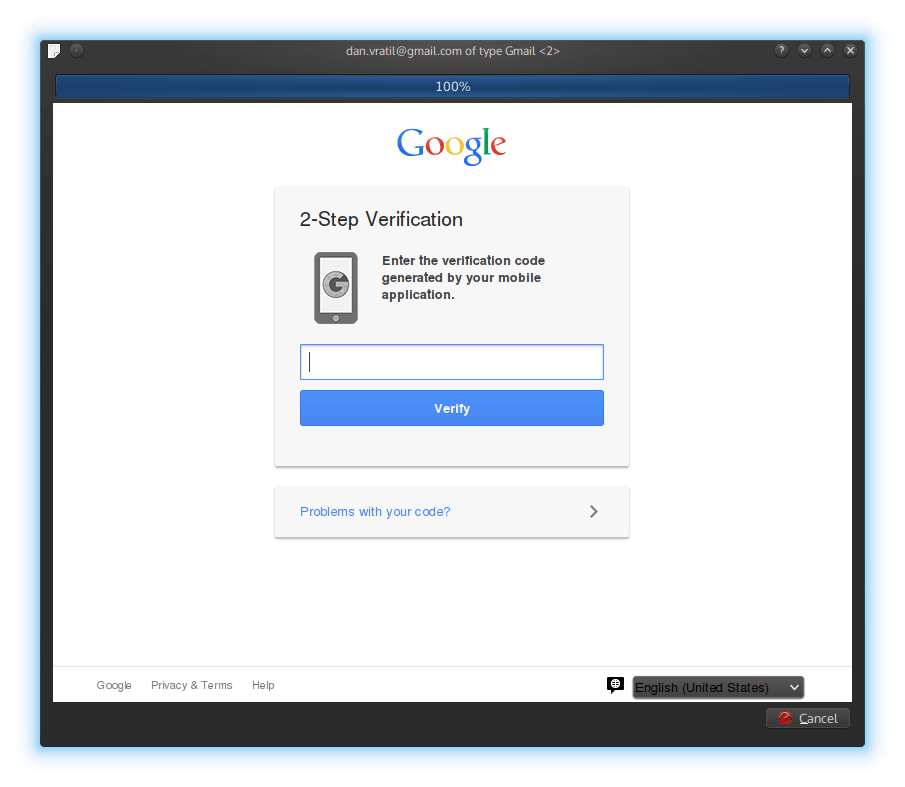 dan.vratil@gmail.com of type Gmail <2>
100%
Google
2-Step Verification
Enter the verification code
generated by your mobile
application.
Verify
Problems with your code?
Google Privacy & Terms Help
English (United States)
Cancel